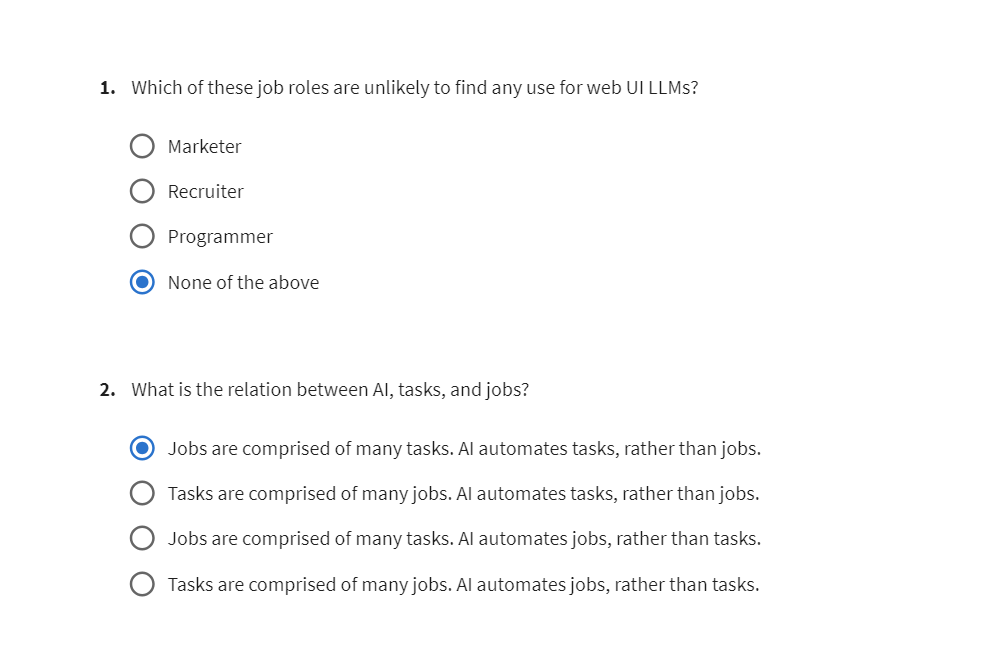 1. Which of these job roles are unlikely to find any use for web UI LLMs?
Marketer
Recruiter
Programmer
None of the above
2. What is the relation between AI, tasks, and jobs?
Jobs are comprised of many tasks. AI automates tasks, rather than jobs.
Tasks are comprised of many jobs. AI automates tasks, rather than jobs.
Jobs are comprised of many tasks. AI automates jobs, rather than tasks.
Tasks are comprised of many jobs. AI automates jobs, rather than tasks.